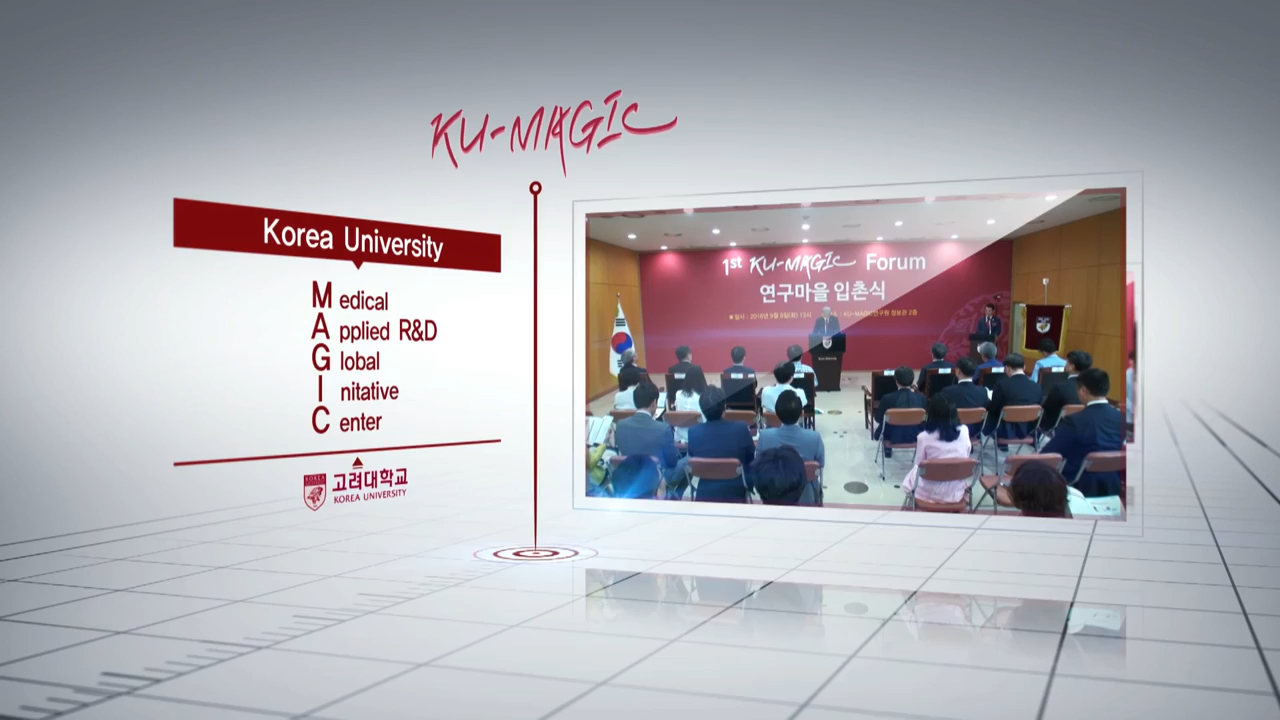 KU-MAGIC
Korea University
Medical
Applied R&D
Global
Initative
Center
고려대학교
KOREA UNIVERSITY
KOREA
1st KU-MAGIC Forum
연구마을 입촌식